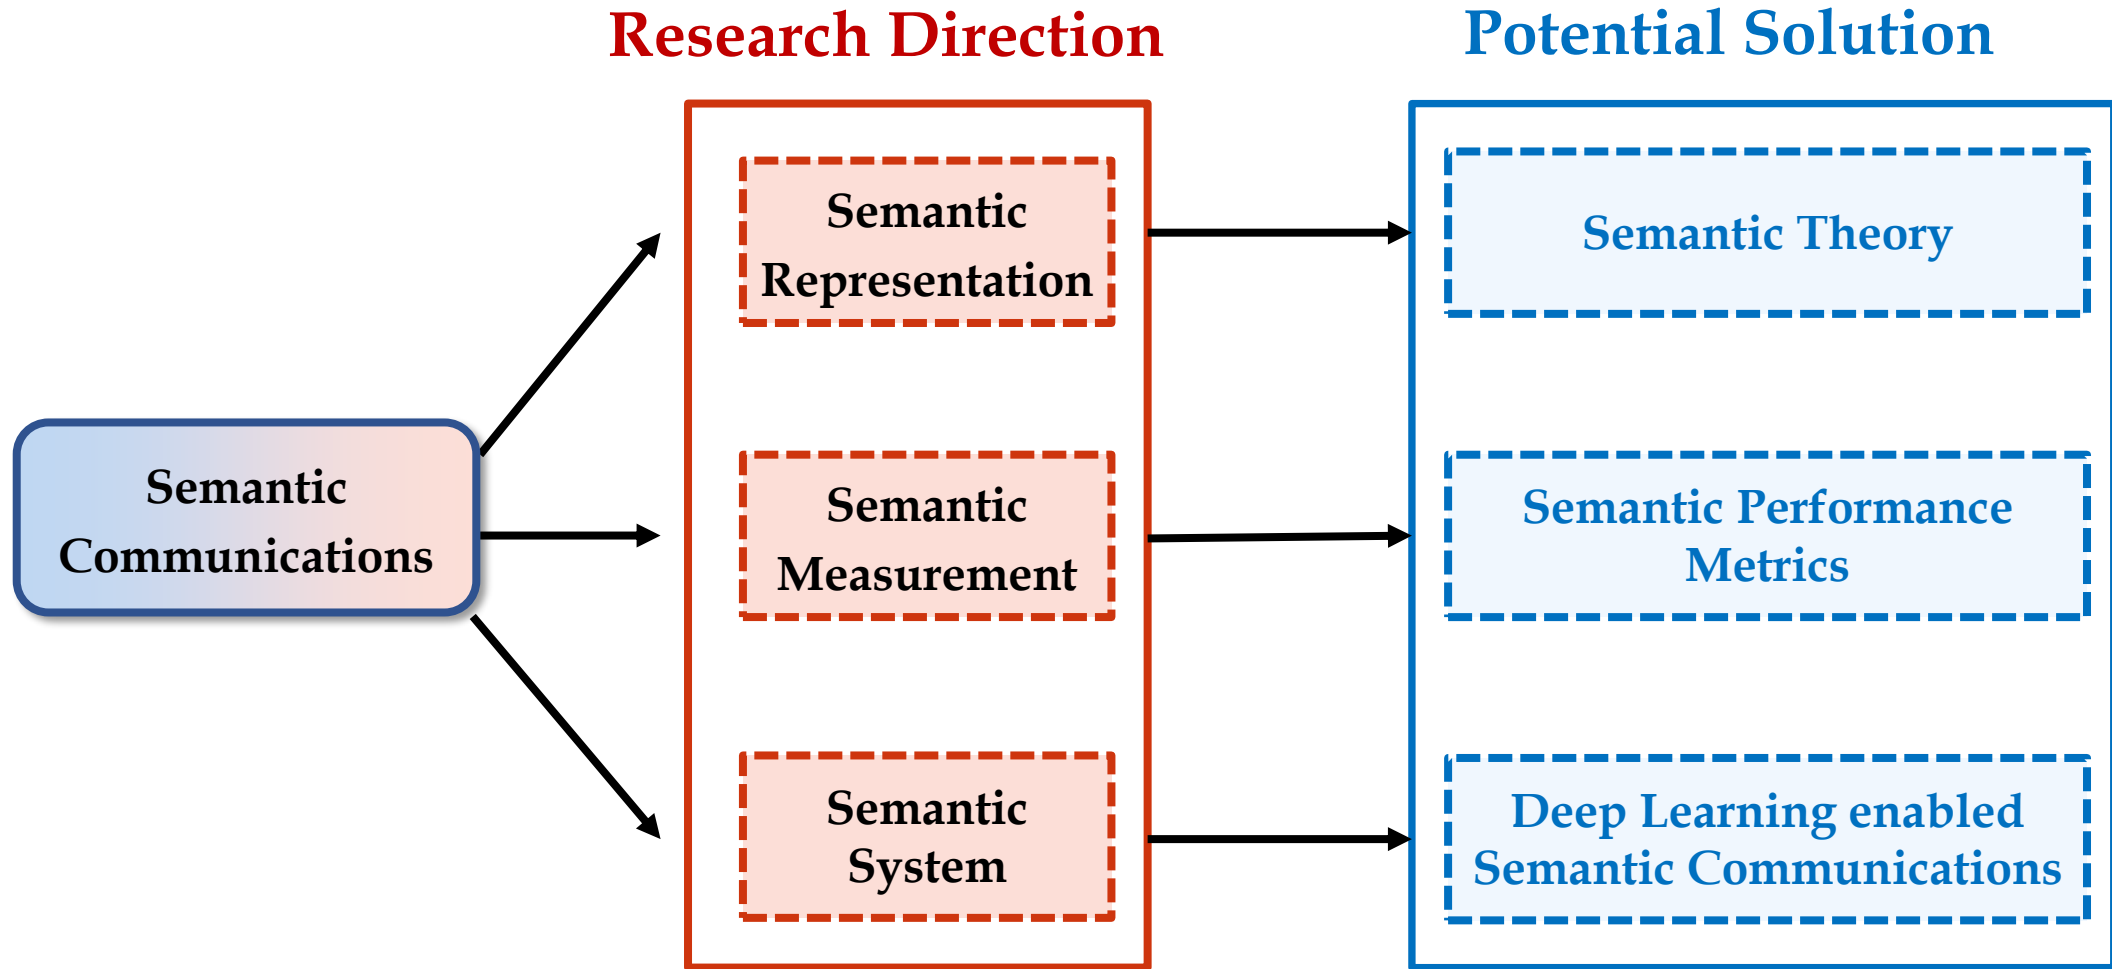 Research Direction
Potential Solution
Semantic
Communications
Semantic
Representation
Semantic
Measurement
Semantic
System
Semantic Theory
Semantic Performance
Metrics
Deep Learning enabled
Semantic Communications